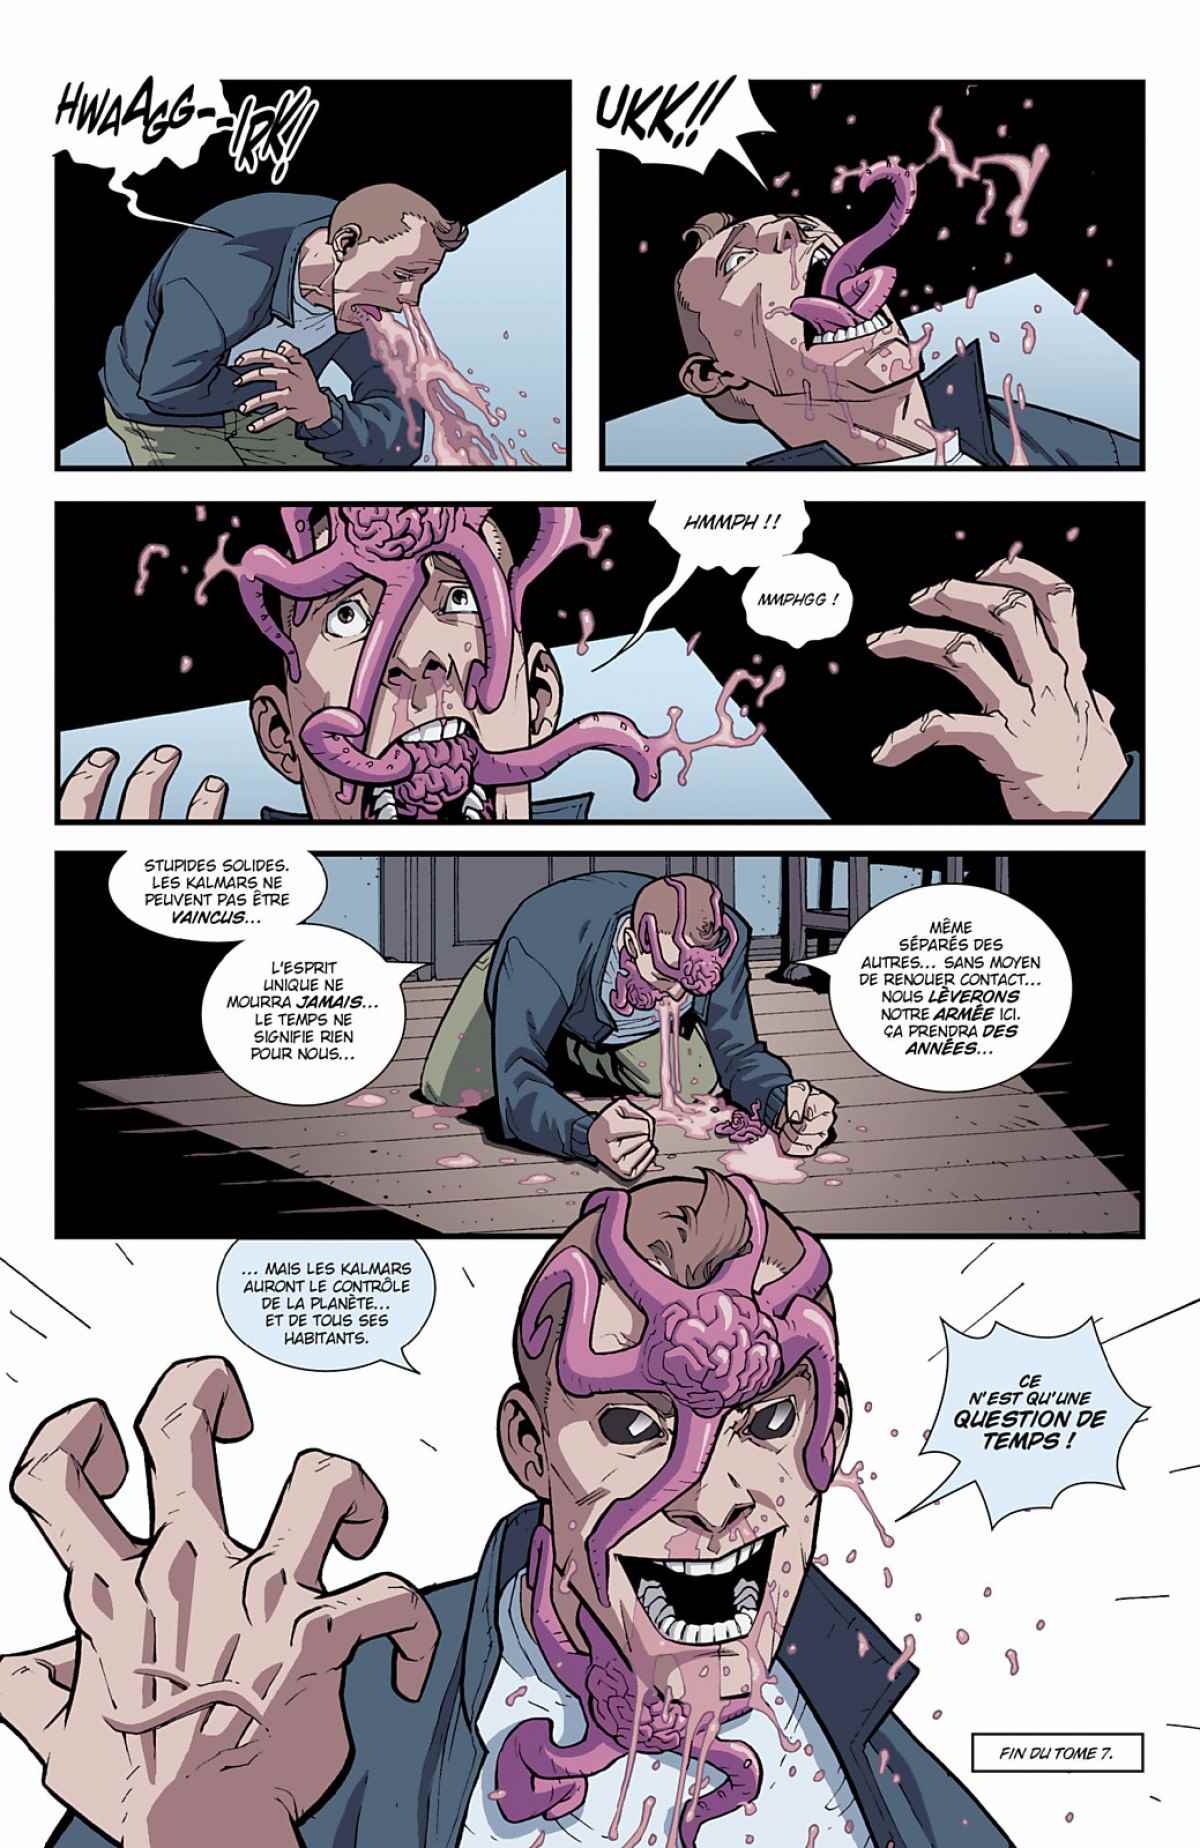 HWAAGG--IRK!!
UKK!!
HMMPH !!
MMPHGG !
STUPIDES SOLIDES.
LES KALMARS NE
PEUVENT PAS ÊTRE
VAINCUS...
L'ESPRIT
UNIQUE NE
MOURRA JAMAIS...
LE TEMPS NE
SIGNIFIE RIEN
POUR NOUS...
MÊME
SÉPARÉS DES
AUTRES... SANS MOYEN
DE RENOUER CONTACT...
NOUS LÈVERONS
NOTRE ARMÉE ICI.
ÇA PRENDRA DES
ANNÉES...
... MAIS LES KALMARS
AURONT LE CONTRÔLE
DE LA PLANÈTE...
ET DE TOUS SES
HABITANTS.
CE
N'EST QU'UNE
QUESTION DE
TEMPS !
FIN DU TOME 7.